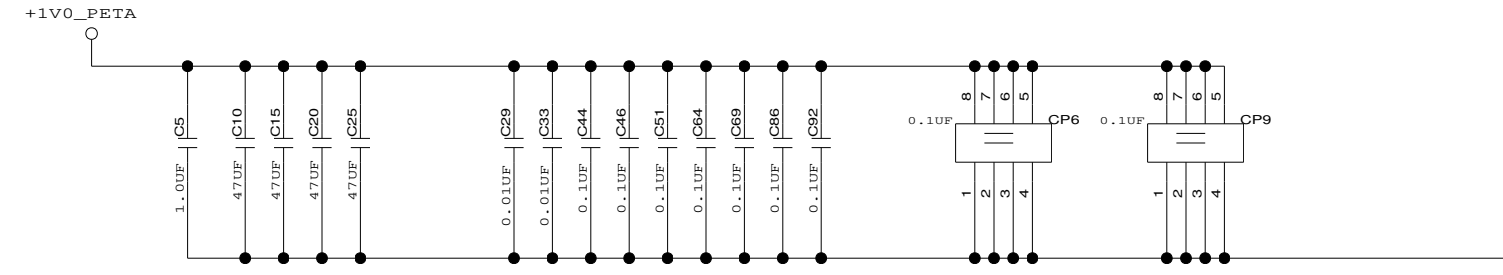 +1V0_PETA
C5
1.0UF
C10
47UF
C15
47UF
C20
47UF
C25
47UF
C29
0.01UF
C33
0.01UF
C44
0.1UF
C46
0.1UF
C51
0.1UF
C64
0.1UF
C69
0.1UF
C86
0.1UF
C92
0.1UF
8 7 6 5
0.1UF CP6
1 2 3 4
8 7 6 5
0.1UF CP9
1 2 3 4